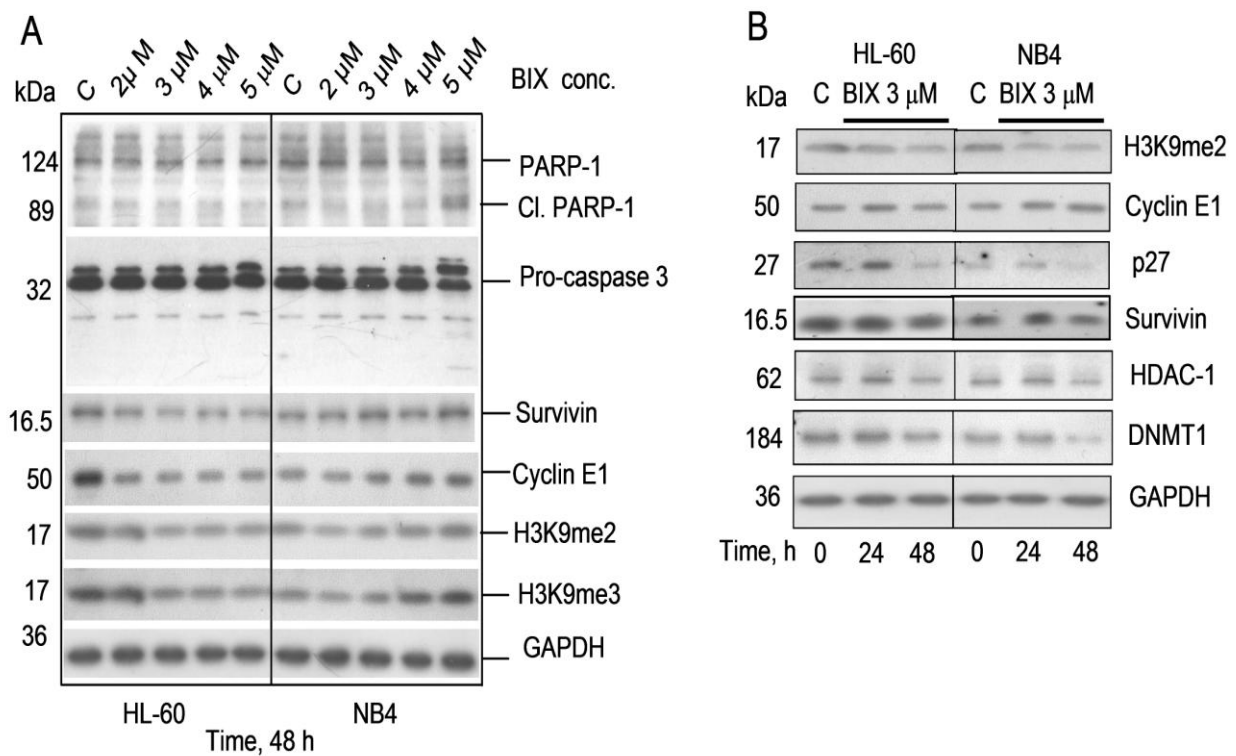 A
kDa
C 2µ M 3 µM 4 µM 5 µM C 2 µM 3 µM 4 µM 5 µM
BIX conc.
124
PARP-1
89
Cl. PARP-1
32
Pro-caspase 3
16.5
Survivin
50
Cyclin E1
17
H3K9me2
17
H3K9me3
36
GAPDH
HL-60 NB4
Time, 48 h
B
HL-60 NB4
kDa C BIX 3 µM C BIX 3 µM
17 H3K9me2
50 Cyclin E1
27 p27
16.5 Survivin
62 HDAC-1
184 DNMT1
36 GAPDH
Time, h 0 24 48 0 24 48